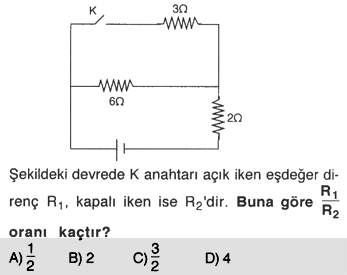 K
3Ω
6Ω
2Ω
Şekildeki devrede K anahtarı açık iken eşdeğer di-
renç R₁, kapalı iken ise R₂'dir. Buna göre R₁/R₂
oranı kaçtır?
A) 1/2 B) 2 C) 3/2 D) 4